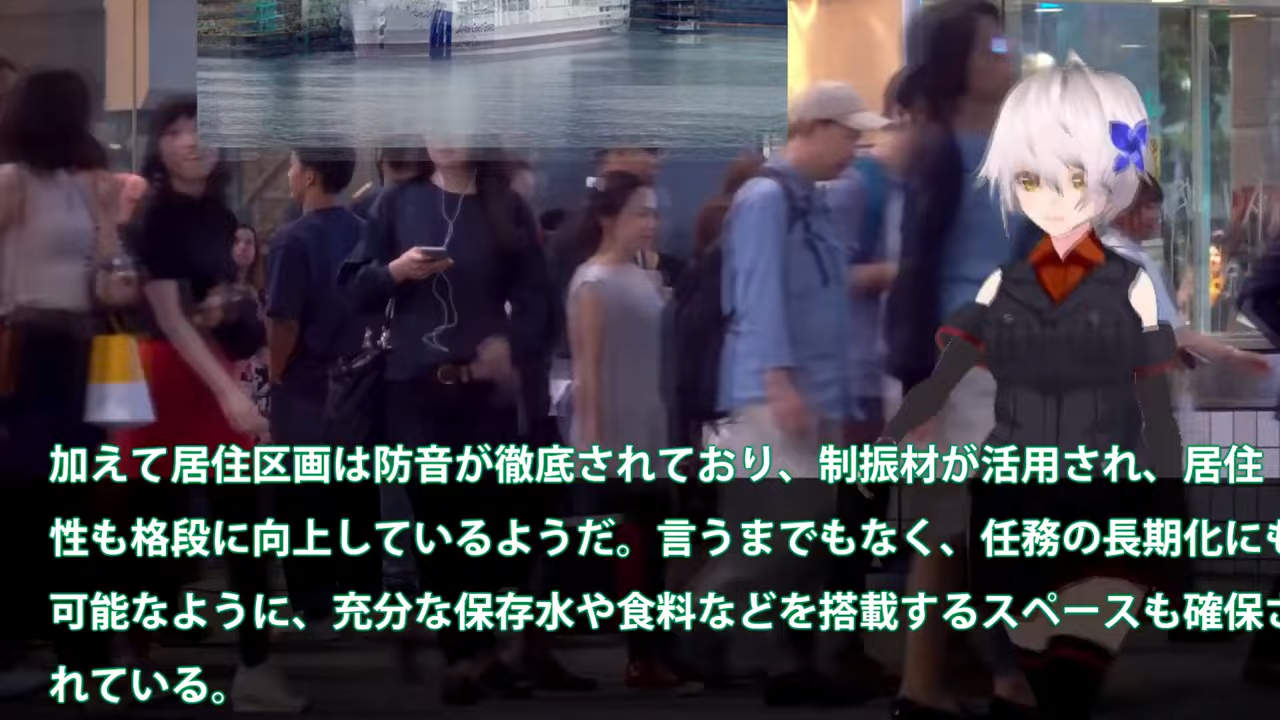 加えて居住区画は防音が徹底されており、制振材が活用され、居住
性も格段に向上しているようだ。言うまでもなく、任務の長期化にも
可能なように、充分な保存水や食料などを搭載するスペースも確保さ
れている。